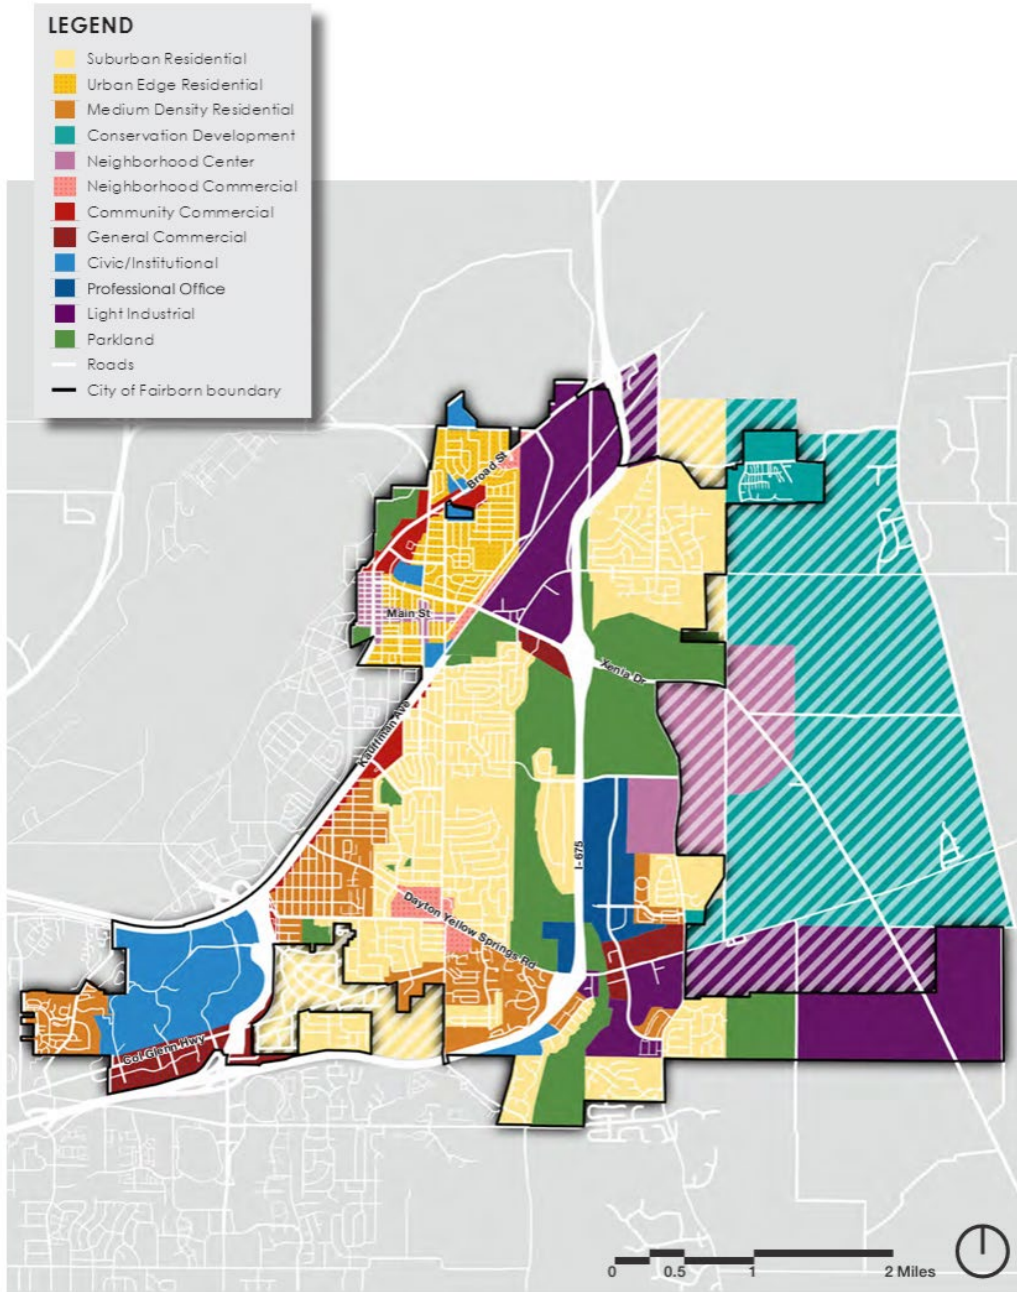 LEGEND
Suburban Residential
Urban Edge Residential
Medium Density Residential
Conservation Development
Neighborhood Center
Neighborhood Commercial
Community Commercial
General Commercial
Civic/Institutional
Professional Office
Light Industrial
Parkland
Roads
City of Fairborn boundary
Broad St
Main St
Xenia Dr
Kauffman Ave
I-675
Dayton Yellow Springs Rd
Col Glenn Hwy
0 0.5 1 2 Miles